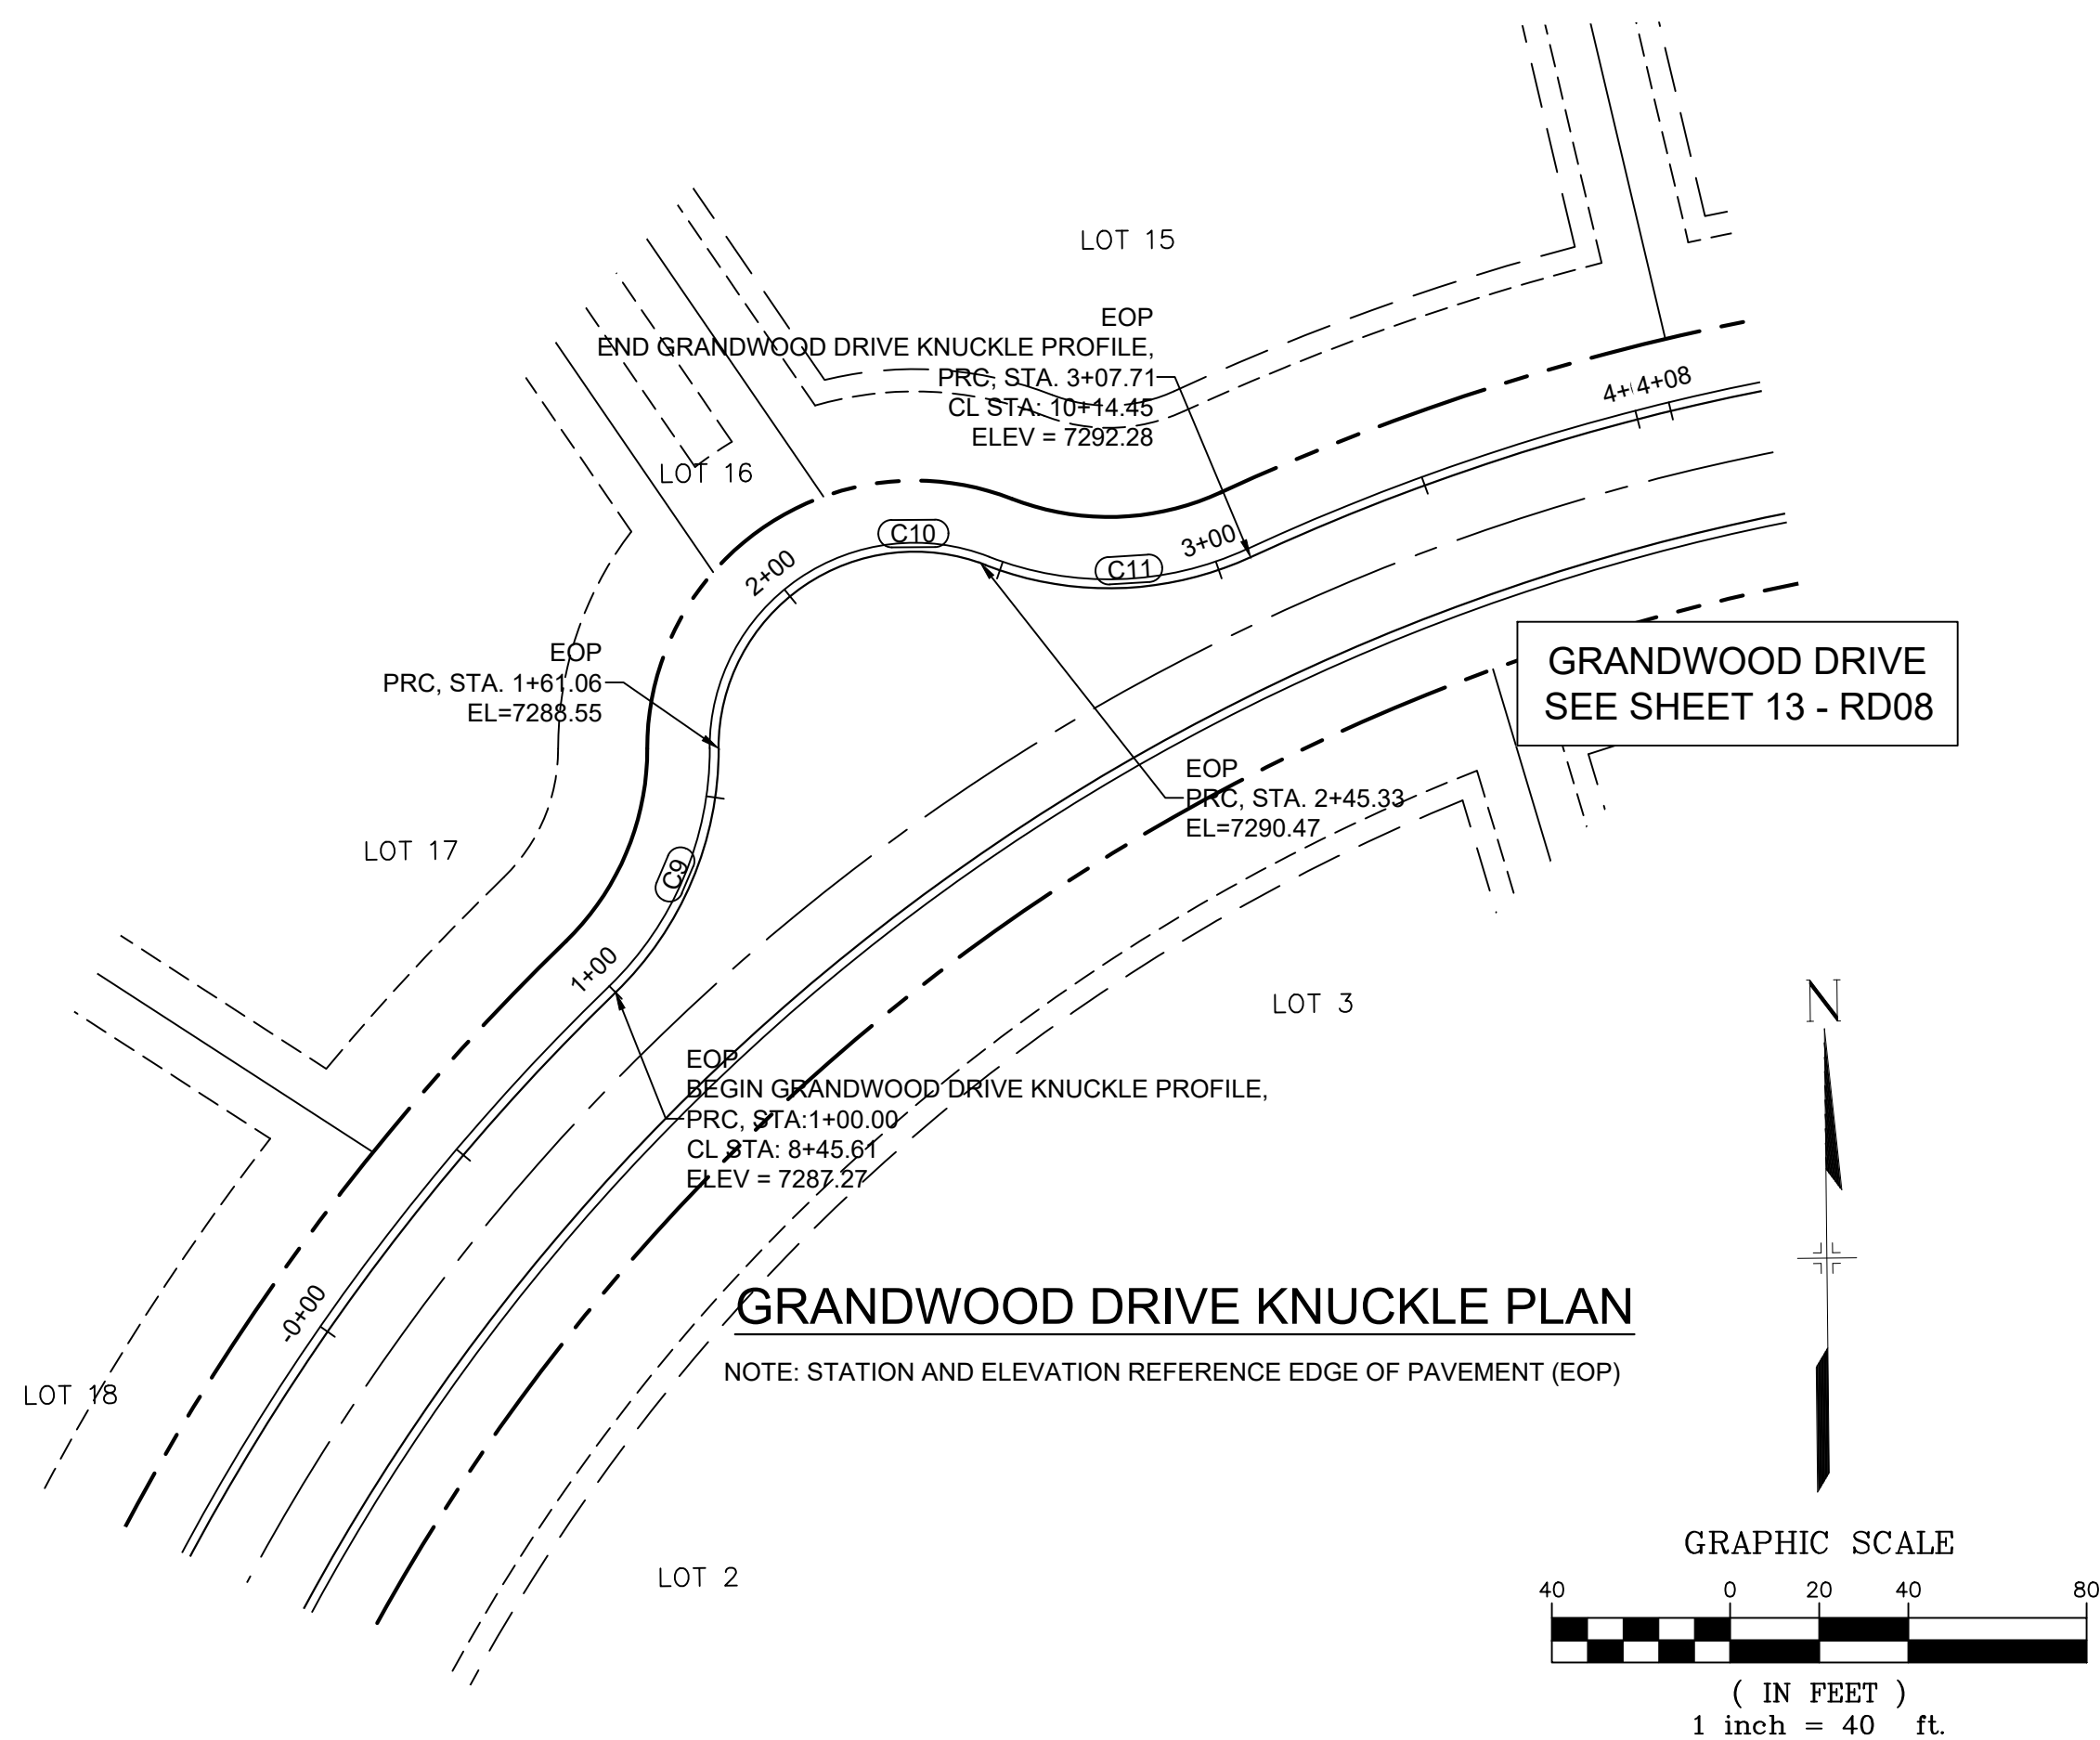 LOT 15
EOP
END GRANDWOOD DRIVE KNUCKLE PROFILE,
PRC, STA. 3+07.71
CL STA: 10+14.45
ELEV = 7292.28
4+08
LOT 16
C10
3+00
C11
2+00
EOP
PRC, STA. 1+61.06
EL=7288.55
GRANDWOOD DRIVE
SEE SHEET 13 - RD08
EOP
PRC, STA. 2+45.33
EL=7290.47
LOT 17
C9
1+00
LOT 3
N
EOP
BEGIN GRANDWOOD DRIVE KNUCKLE PROFILE,
PRC, STA:1+00.00
CL STA: 8+45.61
ELEV = 7287.27
-0+00
GRANDWOOD DRIVE KNUCKLE PLAN
NOTE: STATION AND ELEVATION REFERENCE EDGE OF PAVEMENT (EOP)
LOT 18
LOT 2
GRAPHIC SCALE
40 0 20 40 80
( IN FEET )
1 inch = 40 ft.